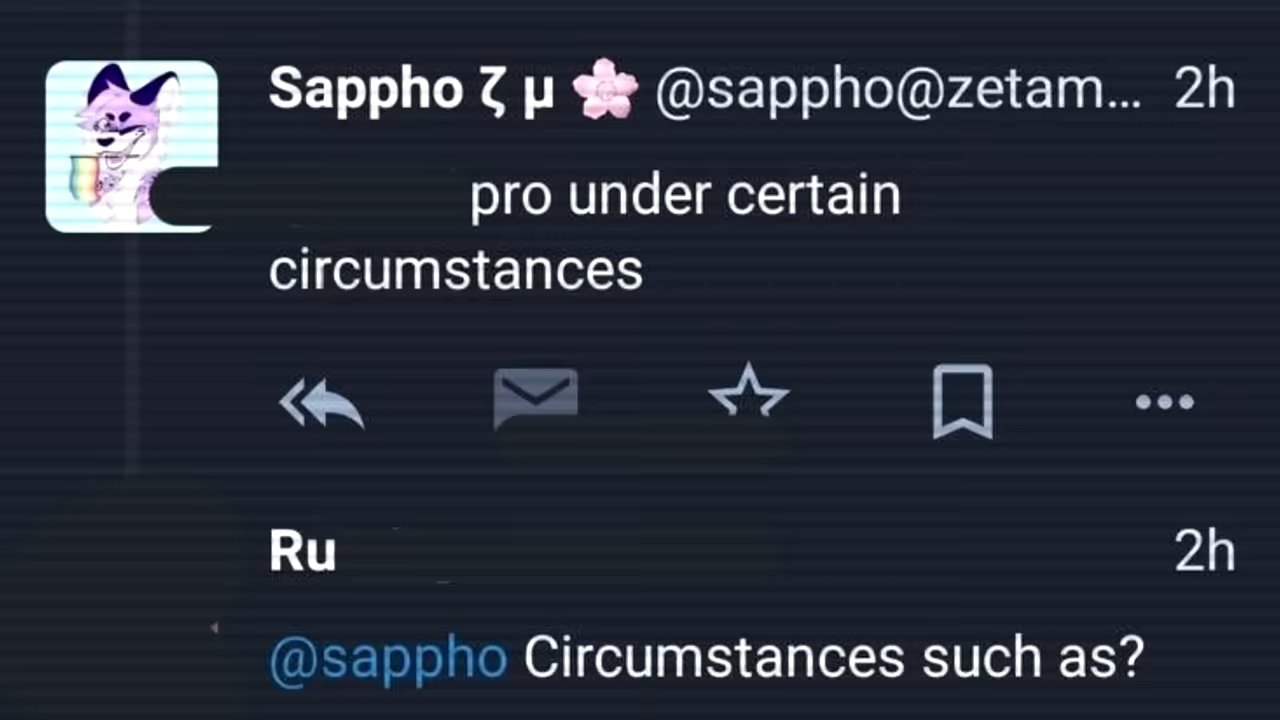 Sappho ζ μ 🌸 @sappho@zetam... 2h
pro under certain
circumstances
Ru 2h
@sappho Circumstances such as?